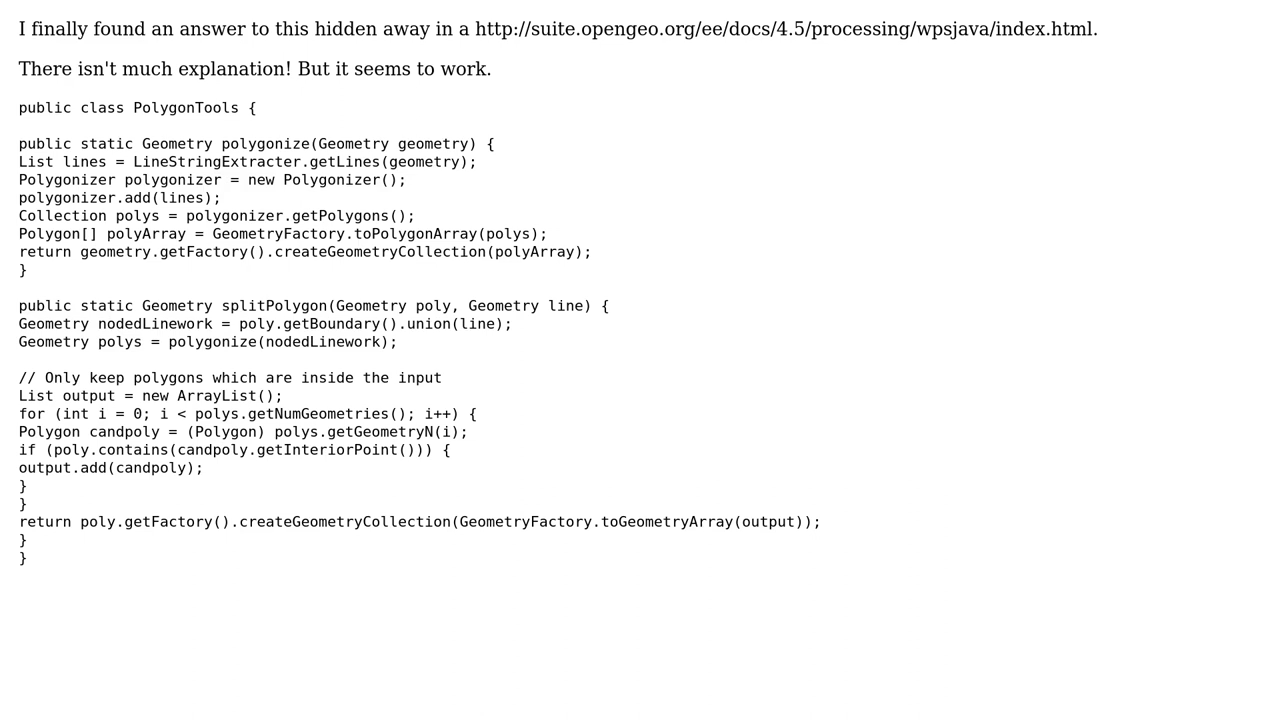 I finally found an answer to this hidden away in a http://suite.opengeo.org/ee/docs/4.5/processing/wpsjava/index.html.
There isn't much explanation! But it seems to work.
public class PolygonTools {
public static Geometry polygonize(Geometry geometry) {
List lines = LineStringExtracter.getLines(geometry);
Polygonizer polygonizer = new Polygonizer();
polygonizer.add(lines);
Collection polys = polygonizer.getPolygons();
Polygon[] polyArray = GeometryFactory.toPolygonArray(polys);
return geometry.getFactory().createGeometryCollection(polyArray);
}
public static Geometry splitPolygon(Geometry poly, Geometry line) {
Geometry nodedLinework = poly.getBoundary().union(line);
Geometry polys = polygonize(nodedLinework);
// Only keep polygons which are inside the input
List output = new ArrayList();
for (int i = 0; i < polys.getNumGeometries(); i++) {
Polygon candpoly = (Polygon) polys.getGeometryN(i);
if (poly.contains(candpoly.getInteriorPoint())) {
output.add(candpoly);
}
}
return poly.getFactory().createGeometryCollection(GeometryFactory.toGeometryArray(output));
}
}